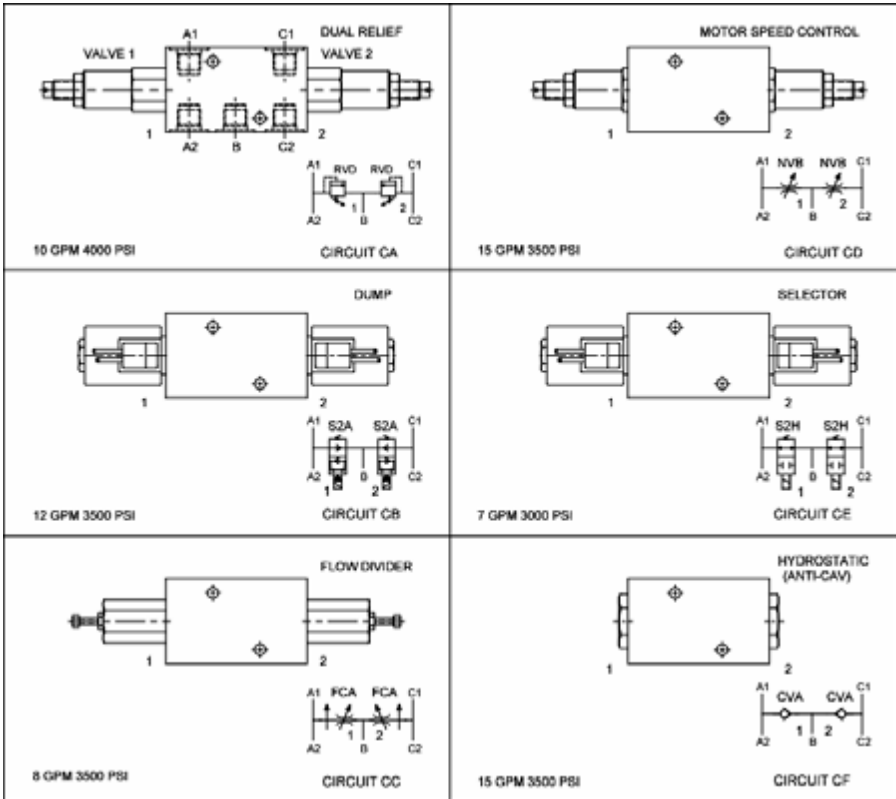 A1 C1 DUAL RELIEF
VALVE 1 VALVE 2
1 2
A2 B C2
A1 RVD RVD C1
1 2
A2 B C2
10 GPM 4000 PSI CIRCUIT CA
MOTOR SPEED CONTROL
1 2
A1 NVB NVB C1
1 2
A2 B C2
15 GPM 3500 PSI CIRCUIT CD
DUMP
1 2
A1 S2A S2A C1
A2 B C2
1 2
12 GPM 3500 PSI CIRCUIT CB
SELECTOR
1 2
A1 S2H S2H C1
A2 B C2
1 2
7 GPM 3000 PSI CIRCUIT CE
FLOW DIVIDER
1 2
A1 FCA FCA C1
1 2
A2 B C2
8 GPM 3500 PSI CIRCUIT CC
HYDROSTATIC
(ANTI-CAV)
1 2
A1 CVA CVA C1
A2 1 B 2 C2
15 GPM 3500 PSI CIRCUIT CF